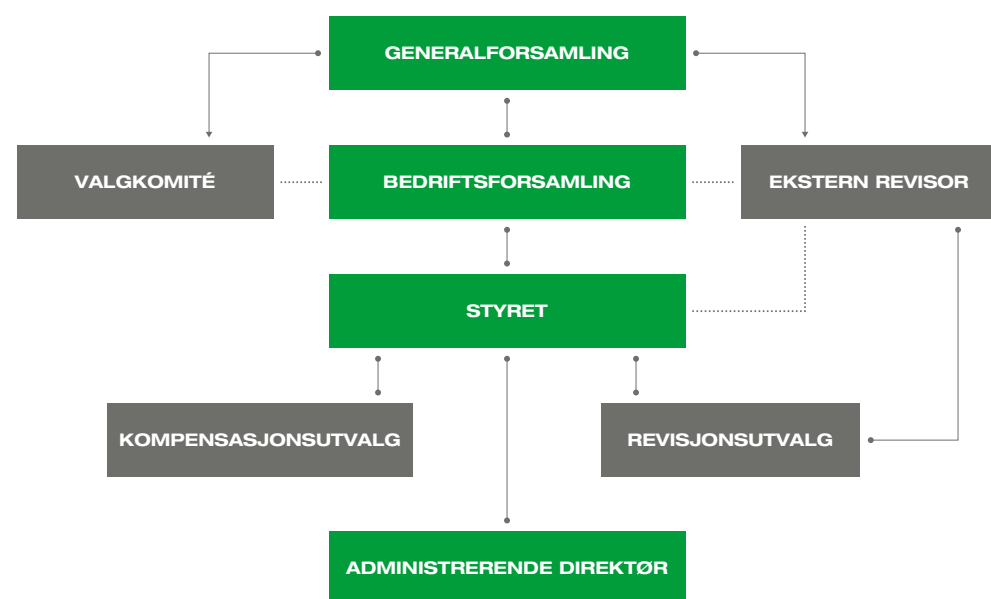 GENERALFORSAMLING
VALGKOMITÉ
BEDRIFTSFORSAMLING
EKSTERN REVISOR
STYRET
KOMPENSASJONSUTVALG
REVISJONSUTVALG
ADMINISTRERENDE DIREKTØR